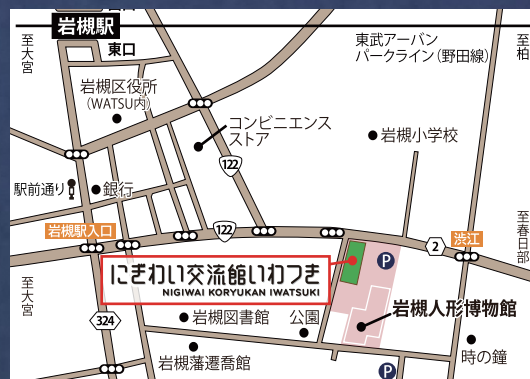 岩槻駅
東口
至大宮
東武アーバン
パークライン（野田線）
至柏
岩槻区役所
（WATSU内）
コンビニエンス
ストア
岩槻小学校
122
駅前通り
銀行
岩槻駅入口
122
2
渋江
至春日部
P
にぎわい交流館いわつき
NIGIWAI KORYUKAN IWATSUKI
至大宮
324
岩槻図書館
公園
岩槻人形博物館
岩槻藩遷喬館
時の鐘
P